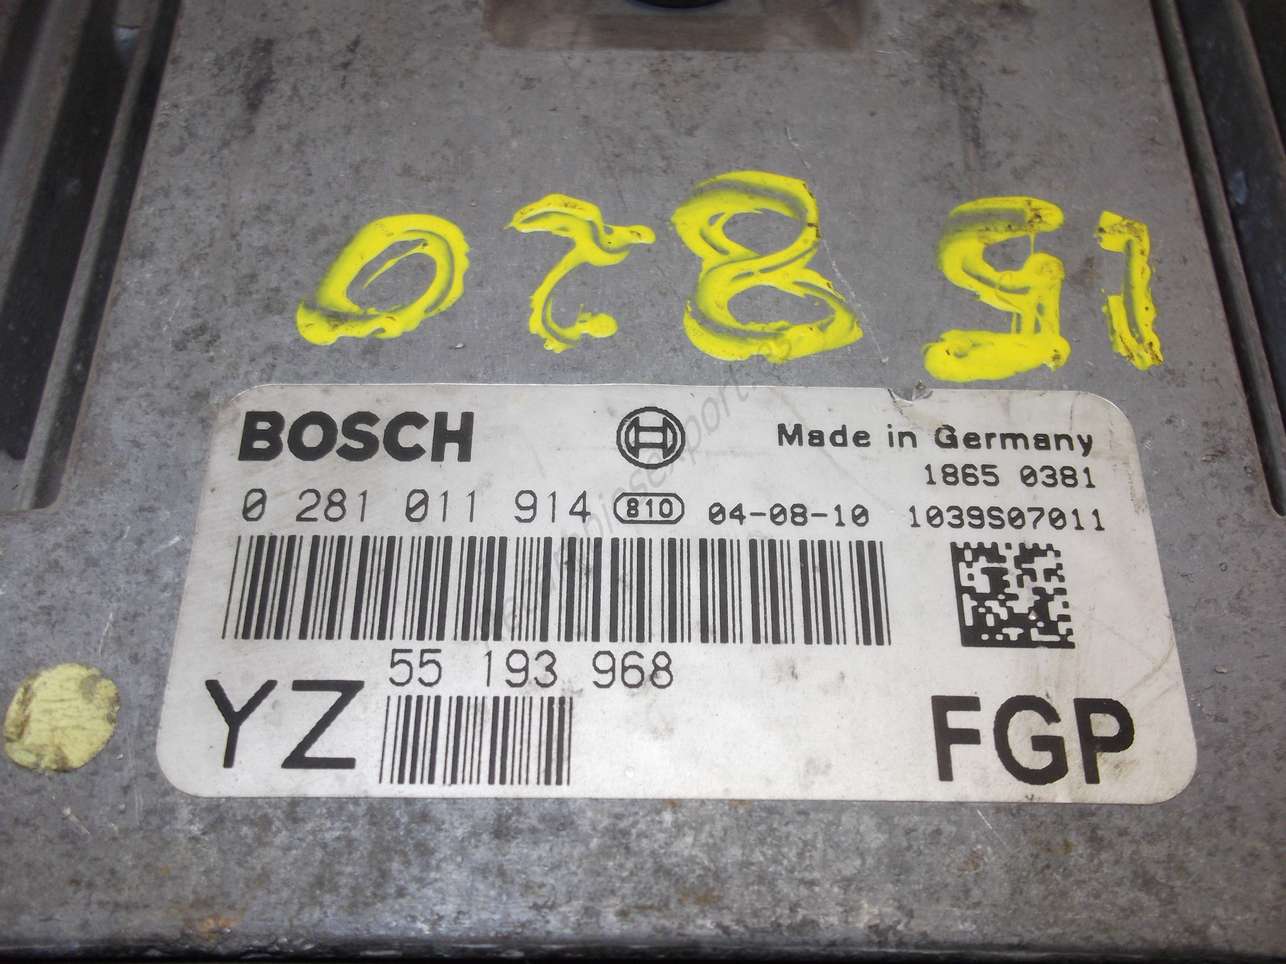 02851
BOSCH Made in Germany
1865 0381
0 281 011 914 810 04-08-10 1039S07011
55 193 968
YZ FGP